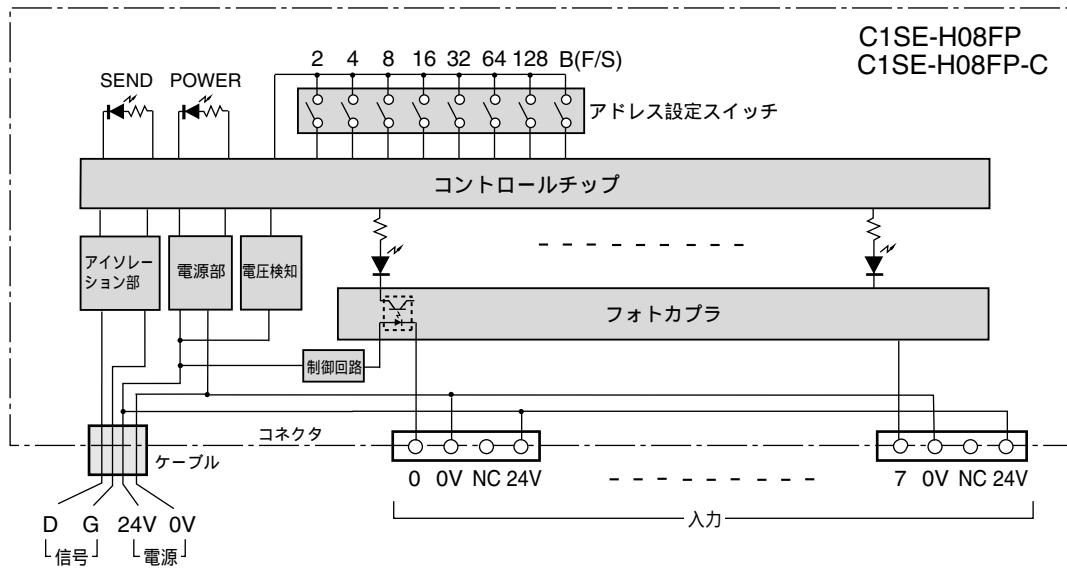 C1SE-H08FP
C1SE-H08FP-C
2 4 8 16 32 64 128 B(F/S)
SEND POWER
アドレス設定スイッチ
コントロールチップ
アイソレー
ション部
電源部
電圧検知
フォトカプラ
制御回路
コネクタ
ケーブル
0 0V NC 24V
7 0V NC 24V
入力
D G 24V 0V
信号 電源